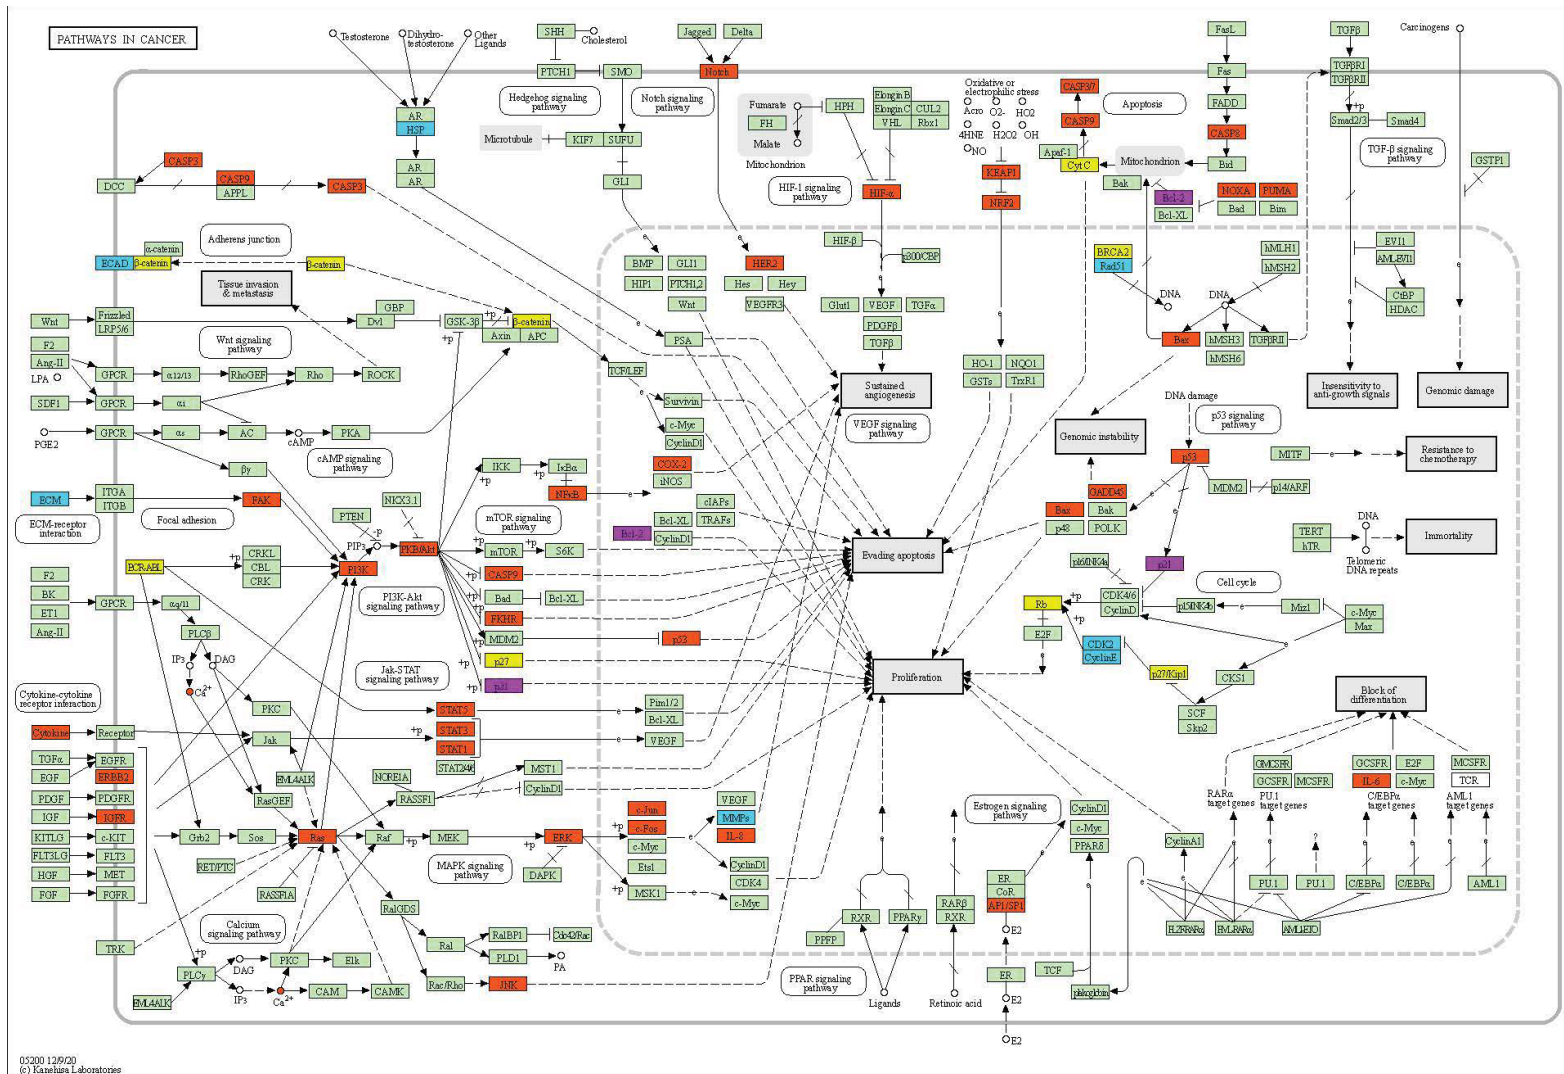 PATHWAYS IN CANCER
Testosterone
Dihydro-
testosterone
Other
Ligands
SHH
Cholesterol
PTCH1
SMO
Hedgehog signaling
pathway
Jagged
Delta
Notch
Notch signaling
pathway
Fumarate
FH
Malate
Mitochondrion
HPH
Elongin B
Elongin C
CUL2
VHL
Rbx1
HIF-1 signaling
pathway
HIF-α
Oxidative or
electrophilic stress
Acro
O2-
HO2
4HNE
H2O2
OH
NO
KEAP1
NRF2
CASP3/7
CASP9
Apaf-1
Cyt C
Apoptosis
Mitochondrion
Bak
Bcl-2
Bcl-XL
FasL
Fas
FADD
CASP8
Bid
NOXA
PUMA
Bad
Bim
TGFβ
TGFβRI
TGFβRII
+p
Smad2/3
Smad4
TGF-β signaling
pathway
Carcinogens
GSTP1
AR
HSP
AR
AR
Microtubule
KIF7
SUFU
GLI
CASP3
DCC
CASP9
APPL
CASP3
Adherens junction
α-catenin
ECAD
β-catenin
β-catenin
Tissue invasion
& metastasis
Wnt
Frizzled
LRP5/6
Dvl
GBP
GSK-3β
+p
β-catenin
Axin
APC
+p
Wnt signaling
pathway
F2
Ang-II
LPA
GPCR
α12/13
RhoGEF
Rho
ROCK
SDF1
GPCR
αi
PGE2
GPCR
αs
AC
cAMP
PKA
cAMP signaling
pathway
βγ
TCF/LEF
e
BMP
GLI1
HIP1
PTCH1,2
Wnt
e
HER2
Hes
Hey
VEGFR3
PSA
Survivin
c-Myc
CyclinD1
HIF-β
p300/CBP
e
Glut1
VEGF
TGFα
PDGFβ
TGFβ
Sustained
angiogenesis
VEGF signaling
pathway
e
HO-1
NQO1
GSTs
TrxR1
e
BRCA2
Rad51
DNA
hMLH1
hMSH2
DNA
Bax
hMSH3
TGFβRII
hMSH6
EVI1
AML-EVI1
CtBP
HDAC
e
e
Insensitivity to
anti-growth signals
Genomic damage
DNA damage
p53 signaling
pathway
Genomic instability
p53
MITF
e
Resistance to
chemotherapy
GADD45
Bax
Bak
p48
POLK
e
MDM2
p14/ARF
e
ECM
ITGA
ITGB
FAK
ECM-receptor
interaction
Focal adhesion
PTEN
NKX3.1
PIP3
-p
PKB/Akt
IKK
+p
IκBα
NFκB
e
COX-2
iNOS
mTOR signaling
pathway
cIAPs
Bcl-XL
TRAFs
Bcl-2
CyclinD1
+p
mTOR
S6K
CASP9
+p
Bad
Bcl-XL
+p
FKHR
+p
MDM2
+p
p53
p27
+p
p21
+p
Evading apoptosis
TERT
hTR
DNA
Telomeric
DNA repeats
Immortality
p16/INK4a
p21
Cell cycle
Rb
+p
CDK4/6
CyclinD
p15/INK4b
e
Miz1
c-Myc
Max
E2F
+p
CDK2
CyclinE
e
e
p27/Kip1
CKS1
SCF
Skp2
BCR-ABL
+p
CRKL
CBL
CRK
PI3K
PI3K-Akt
signaling pathway
F2
BK
ET1
Ang-II
GPCR
αq/11
PLCβ
IP3
DAG
Ca2+
Jak-STAT
signaling pathway
Proliferation
Block of
differentiation
Cytokine-cytokine
receptor interaction
PKC
Cytokine
Receptor
Jak
STAT5
+p
STAT3
STAT1
STAT2/4/6
e
e
Pim1/2
Bcl-XL
VEGF
TGFα
EGFR
EGF
ERBB2
PDGF
PDGFR
IGF
IGFR
KITLG
c-KIT
FLT3LG
FLT3
HGF
MET
FGF
FGFR
TRK
EML4-ALK
RasGEF
NORE1A
RASSF1
MST1
CyclinD1
Grb2
Sos
Ras
Raf
+p
MEK
+p
ERK
DAPK
MAPK signaling
pathway
RET/PTC
RASSF1A
c-Jun
+p
c-Fos
c-Myc
Ets1
+p
MSK1
e
e
VEGF
MMPs
IL-8
CyclinD1
CDK4
c-Myc
RalGDS
Ral
RalBP1
Cdc42/Rac
PLD1
PA
Rac/Rho
JNK
Calcium
signaling pathway
+p
PLCγ
DAG
IP3
PKC
Elk
Ca2+
CAM
CAMK
EML4-ALK
e
RXR
PPARγ
PPFP
PPAR signaling
pathway
Ligands
e
RARβ
RXR
Retinoic acid
Estrogen signaling
pathway
e
ER
CoR
AP1/SP1
E2
ER
E2
E2
CyclinD1
c-Myc
PPARδ
TCF
plakoglobin
CyclinA1
e
e
GMCSFR
GCSFR
MCSFR
RARα
target genes
PU.1
target genes
GCSFR
E2F
IL-6
c-Myc
C/EBPα
target genes
MCSFR
TCR
AML1
target genes
e
e
?
e
e
e
PU.1
PU.1
C/EBPα
C/EBPα
AML1
PLZF-RARα
PML-RARα
AML1-ETO
05200 12/9/20
(c) Kanehisa Laboratories